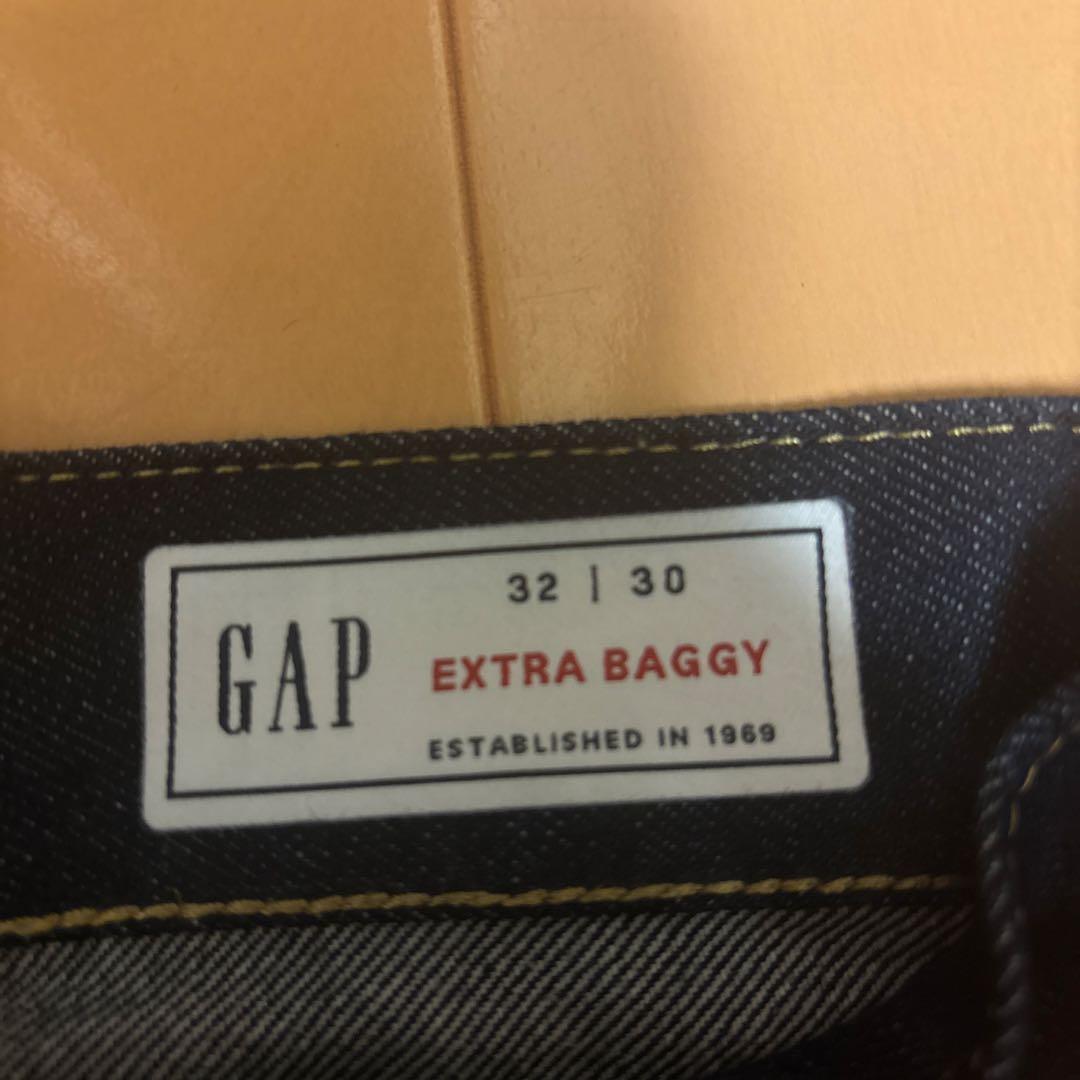 GAP
32 | 30
EXTRA BAGGY
ESTABLISHED IN 1969